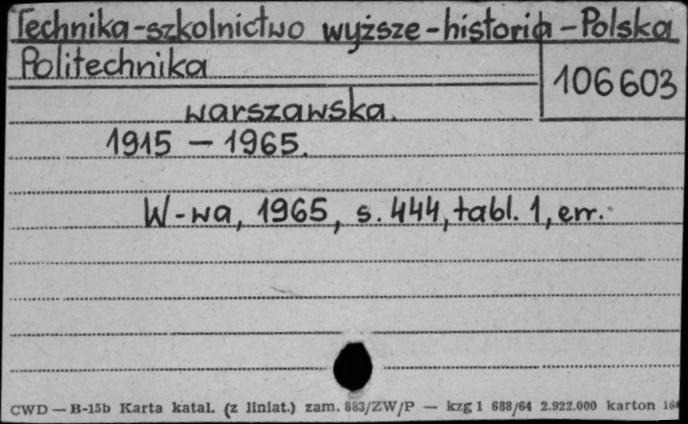 Technika-szkolnictwo wyższe-historia-Polska
Politechnika
106603
warszawska.
1915 - 1965.
W-wa, 1965, s. 444, tabl. 1, err.
CWD — B-15b Karta katal. (z liniat.) zam. 883/ZW/P — kzg 1 688/64 2.922.000 karton